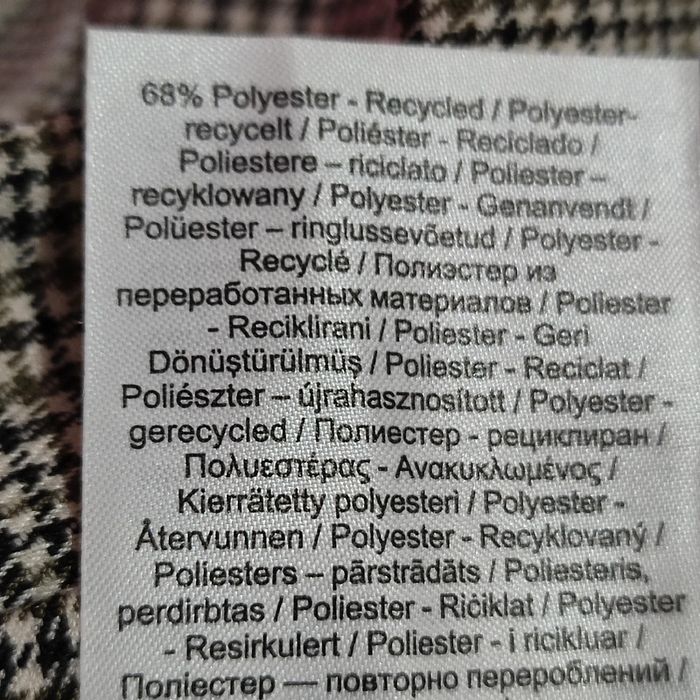 68% Polyester - Recycled / Polyester-
recycelt / Poliéster - Reciclado /
Poliestere – riciclato / Poliester –
recyklowany / Polyester - Genanvendt /
Polüester – ringlussevõetud / Polyester -
Recyclé / Полиэстер из
переработанных материалов / Poliester
- Reciklirani / Poliester - Geri
Dönüştürülmüş / Poliester - Reciclat /
Poliészter – újrahasznosított / Polyester -
gerecycled / Полиестер - рециклиран /
Πολυεστέρας - Ανακυκλωμένος /
Kierrätetty polyesteri / Polyester -
Återvunnen / Polyester - Recyklovaný /
Poliesters – pārstrādāts / Poliesteris,
perdirbtas / Poliester - Ričiklat / Polyester
- Resirkulert / Poliester - i ricikluar /
Поліестер — повторно перероблений /